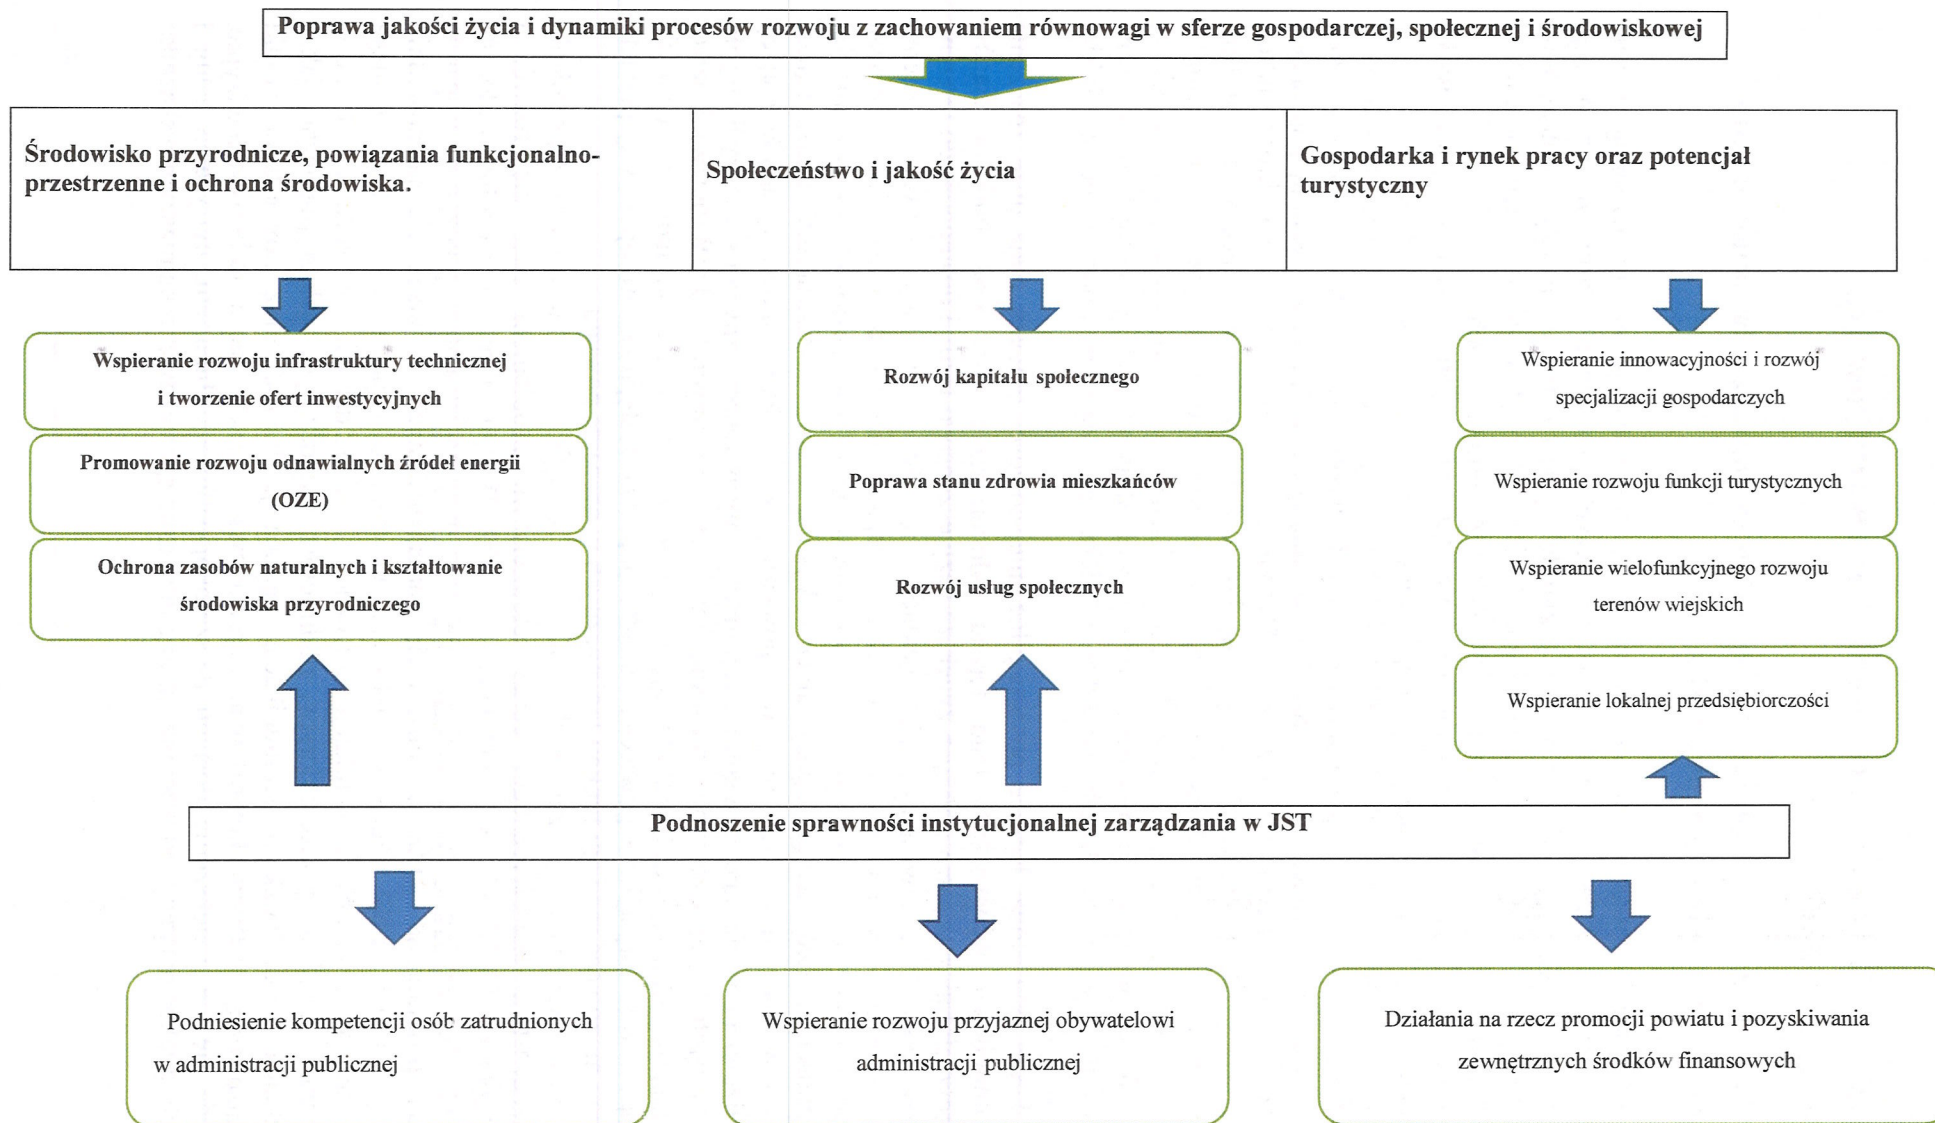 Poprawa jakości życia i dynamiki procesów rozwoju z zachowaniem równowagi w sferze gospodarczej, społecznej i środowiskowej
Środowisko przyrodnicze, powiązania funkcjonalno-
przestrzenne i ochrona środowiska.
Społeczeństwo i jakość życia
Gospodarka i rynek pracy oraz potencjał
turystyczny
Wspieranie rozwoju infrastruktury technicznej
i tworzenie ofert inwestycyjnych
Promowanie rozwoju odnawialnych źródeł energii
(OZE)
Ochrona zasobów naturalnych i kształtowanie
środowiska przyrodniczego
Rozwój kapitału społecznego
Poprawa stanu zdrowia mieszkańców
Rozwój usług społecznych
Wspieranie innowacyjności i rozwój
specjalizacji gospodarczych
Wspieranie rozwoju funkcji turystycznych
Wspieranie wielofunkcyjnego rozwoju
terenów wiejskich
Wspieranie lokalnej przedsiębiorczości
Podnoszenie sprawności instytucjonalnej zarządzania w JST
Podniesienie kompetencji osób zatrudnionych
w administracji publicznej
Wspieranie rozwoju przyjaznej obywatelowi
administracji publicznej
Działania na rzecz promocji powiatu i pozyskiwania
zewnętrznych środków finansowych